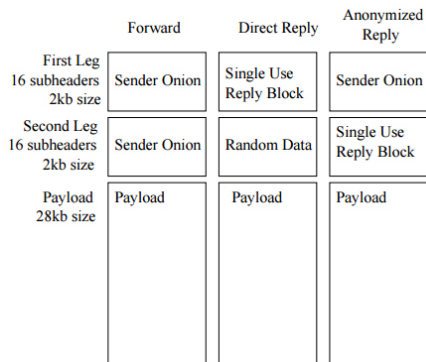 Forward
Direct Reply
Anonymized
Reply
First Leg
16 subheaders
2kb size
Sender Onion
Single Use
Reply Block
Sender Onion
Second Leg
16 subheaders
2kb size
Sender Onion
Random Data
Single Use
Reply Block
Payload
28kb size
Payload
Payload
Payload